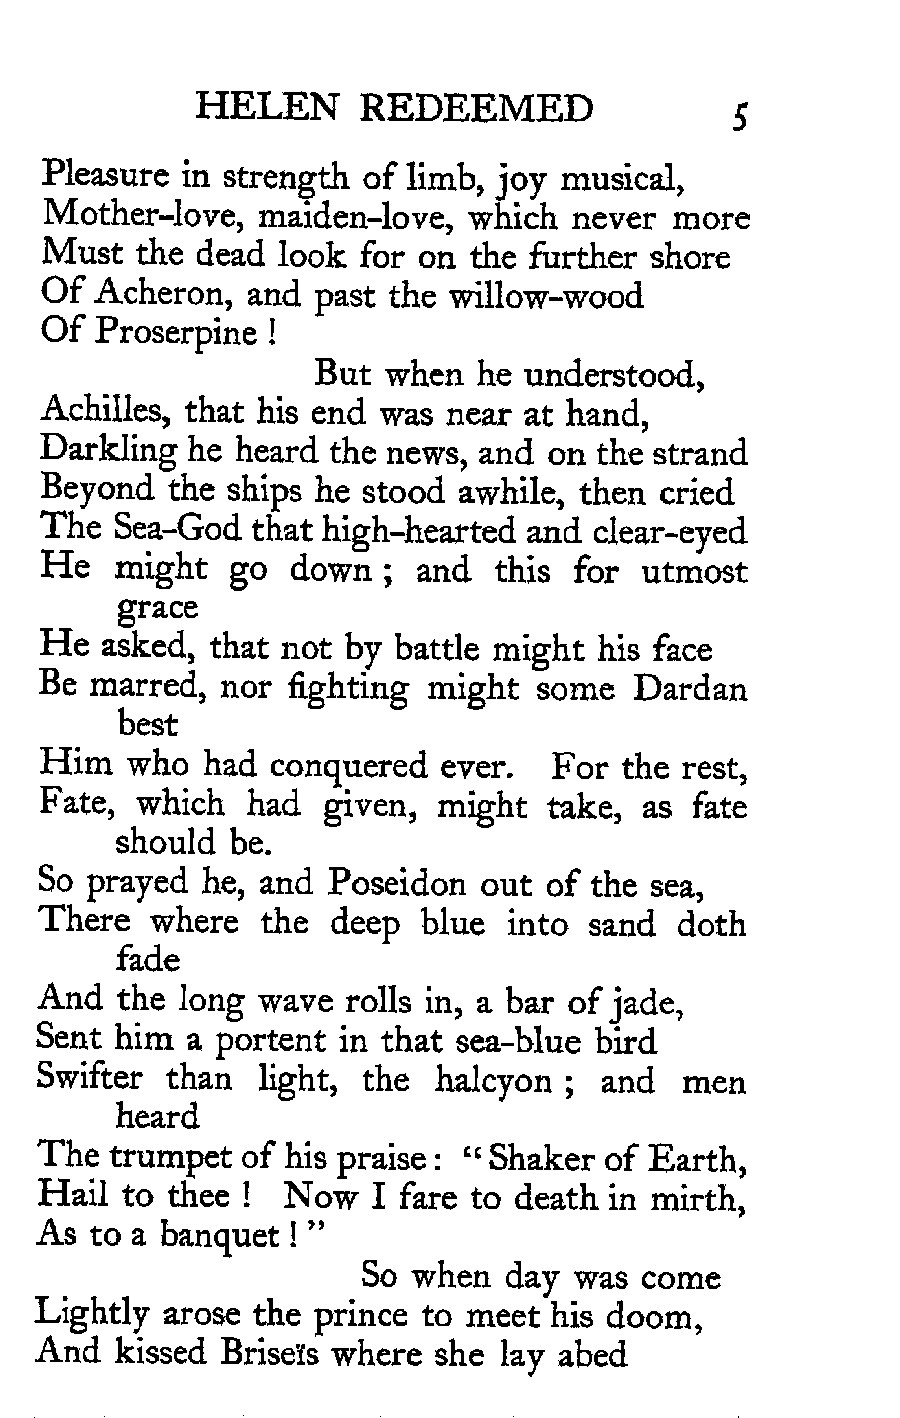 HELEN REDEEMED 5
Pleasure in strength of limb, joy musical,
Mother-love, maiden-love, which never more
Must the dead look for on the further shore
Of Acheron, and past the willow-wood
Of Proserpine !
But when he understood,
Achilles, that his end was near at hand,
Darkling he heard the news, and on the strand
Beyond the ships he stood awhile, then cried
The Sea-God that high-hearted and clear-eyed
He might go down ; and this for utmost
grace
He asked, that not by battle might his face
Be marred, nor fighting might some Dardan
best
Him who had conquered ever. For the rest,
Fate, which had given, might take, as fate
should be.
So prayed he, and Poseidon out of the sea,
There where the deep blue into sand doth
fade
And the long wave rolls in, a bar of jade,
Sent him a portent in that sea-blue bird
Swifter than light, the halcyon ; and men
heard
The trumpet of his praise : “ Shaker of Earth,
Hail to thee ! Now I fare to death in mirth,
As to a banquet ! ”
So when day was come
Lightly arose the prince to meet his doom,
And kissed Briseïs where she lay abed